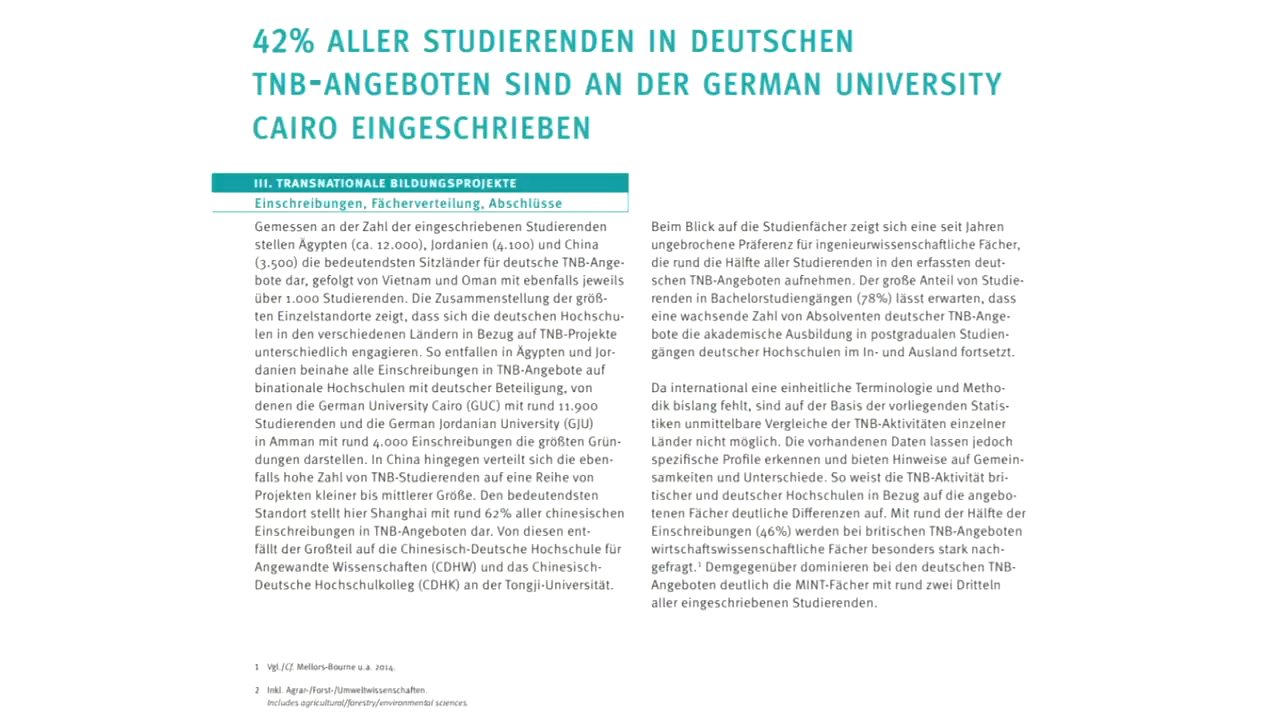 42% ALLER STUDIERENDEN IN DEUTSCHEN
TNB-ANGEBOTEN SIND AN DER GERMAN UNIVERSITY
CAIRO EINGESCHRIEBEN
III. TRANSNATIONALE BILDUNGSPROJEKTE
Einschreibungen, Fächerverteilung, Abschlüsse
Gemessen an der Zahl der eingeschriebenen Studierenden
stellen Ägypten (ca. 12.000), Jordanien (4.100) und China
(3.500) die bedeutendsten Sitzländer für deutsche TNB-Ange-
bote dar, gefolgt von Vietnam und Oman mit ebenfalls jeweils
über 1.000 Studierenden. Die Zusammenstellung der größ-
ten Einzelstandorte zeigt, dass sich die deutschen Hochschu-
len in den verschiedenen Ländern in Bezug auf TNB-Projekte
unterschiedlich engagieren. So entfallen in Ägypten und Jor-
danien beinahe alle Einschreibungen in TNB-Angebote auf
binationale Hochschulen mit deutscher Beteiligung, von
denen die German University Cairo (GUC) mit rund 11.900
Studierenden und die German Jordanian University (GJU)
in Amman mit rund 4.000 Einschreibungen die größten Grün-
dungen darstellen. In China hingegen verteilt sich die eben-
falls hohe Zahl von TNB-Studierenden auf eine Reihe von
Projekten kleiner bis mittlerer Größe. Den bedeutendsten
Standort stellt hier Shanghai mit rund 62% aller chinesischen
Einschreibungen in TNB-Angeboten dar. Von diesen ent-
fällt der Großteil auf die Chinesisch-Deutsche Hochschule für
Angewandte Wissenschaften (CDHW) und das Chinesisch-
Deutsche Hochschulkolleg (CDHK) an der Tongji-Universität.
Beim Blick auf die Studienfächer zeigt sich eine seit Jahren
ungebrochene Präferenz für ingenieurwissenschaftliche Fächer,
die rund die Hälfte aller Studierenden in den erfassten deut-
schen TNB-Angeboten aufnehmen. Der große Anteil von Studie-
renden in Bachelorstudiengängen (78%) lässt erwarten, dass
eine wachsende Zahl von Absolventen deutscher TNB-Ange-
bote die akademische Ausbildung in postgradualen Studien-
gängen deutscher Hochschulen im In- und Ausland fortsetzt.
Da international eine einheitliche Terminologie und Metho-
dik bislang fehlt, sind auf der Basis der vorliegenden Statis-
tiken unmittelbare Vergleiche der TNB-Aktivitäten einzelner
Länder nicht möglich. Die vorhandenen Daten lassen jedoch
spezifische Profile erkennen und bieten Hinweise auf Gemein-
samkeiten und Unterschiede. So weist die TNB-Aktivität bri-
tischer und deutscher Hochschulen in Bezug auf die angebo-
tenen Fächer deutliche Differenzen auf. Mit rund der Hälfte der
Einschreibungen (46%) werden bei britischen TNB-Angeboten
wirtschaftswissenschaftliche Fächer besonders stark nach-
gefragt.¹ Demgegenüber dominieren bei den deutschen TNB-
Angeboten deutlich die MINT-Fächer mit rund zwei Dritteln
aller eingeschriebenen Studierenden.
1 Vgl./Cf. Mellors-Bourne u.a. 2014.
2 Inkl. Agrar-/Forst-/Umweltwissenschaften.
Includes agricultural/forestry/environmental sciences.